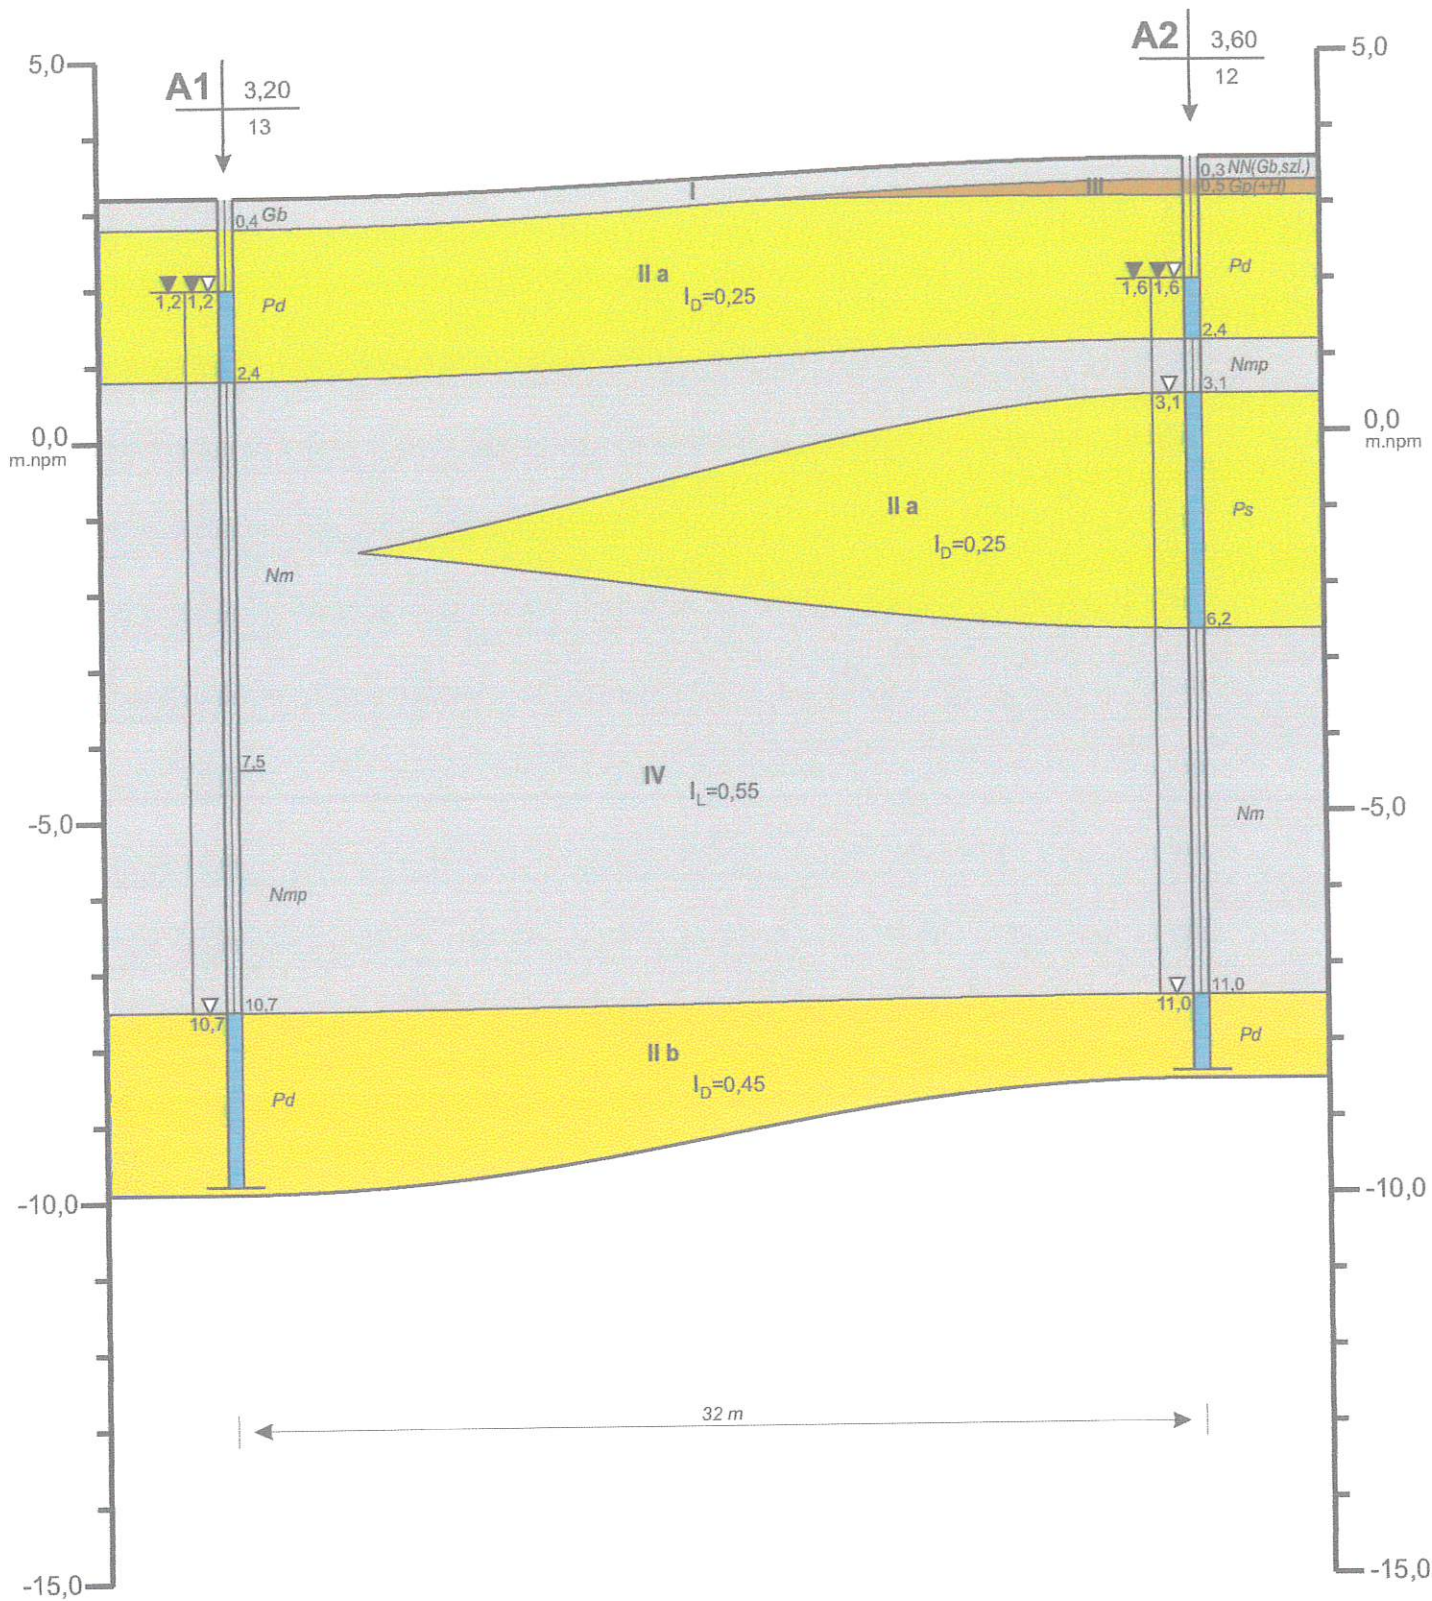 A1 3,20
13
A2 3,60
12
5,0
5,0
0,4 Gb
I
III
0,3 NN(Gb,szl.)
0,5 Gp(+H)
II a
I_D=0,25
1,2 1,2
Pd
2,4
1,6 1,6
Pd
2,4
Nmp
3,1
3,1
0,0
m.npm
0,0
m.npm
II a
I_D=0,25
Ps
6,2
Nm
7,5
IV
I_L=0,55
-5,0
-5,0
Nm
Nmp
10,7
10,7
11,0
11,0
II b
I_D=0,45
Pd
Pd
-10,0
-10,0
32 m
-15,0
-15,0